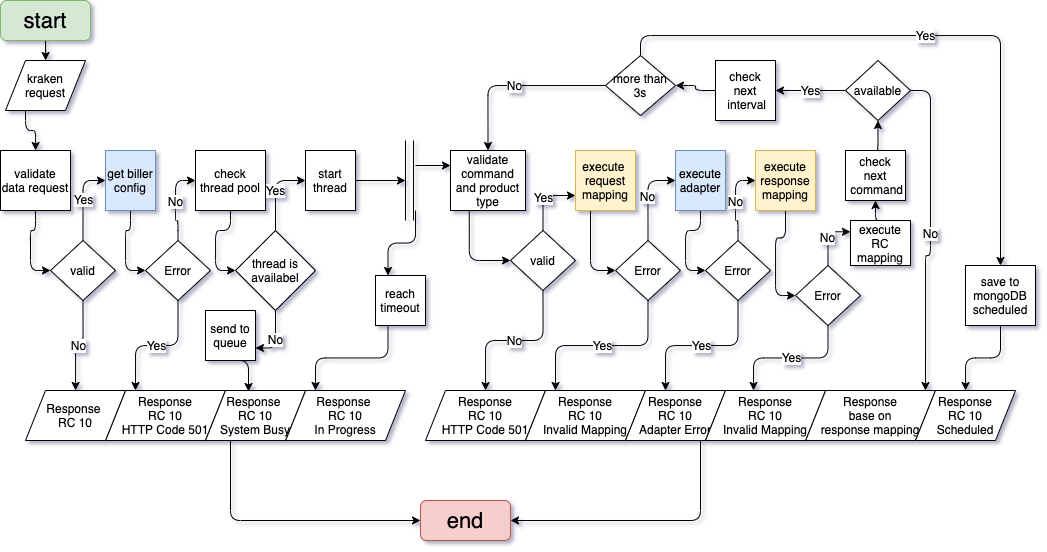 start
kraken
request
validate
data request
valid
Yes
No
get biller
config
Error
No
Yes
check
thread pool
thread is
availabel
Yes
No
send to
queue
start
thread
reach
timeout
Response
RC 10
Response
RC 10
HTTP Code 501
Response
RC 10
System Busy
Response
RC 10
In Progress
validate
command
and product
type
valid
Yes
No
execute
request
mapping
Error
No
Yes
execute
adapter
Error
No
Yes
execute
response
mapping
Error
No
Yes
execute
RC
mapping
check
next
command
available
Yes
No
check
next
interval
more than
3s
No
Yes
save to
mongoDB
scheduled
Response
RC 10
HTTP Code 501
Response
RC 10
Invalid Mapping
Response
RC 10
Adapter Error
Response
RC 10
Invalid Mapping
Response
base on
response mapping
Response
RC 10
Scheduled
end